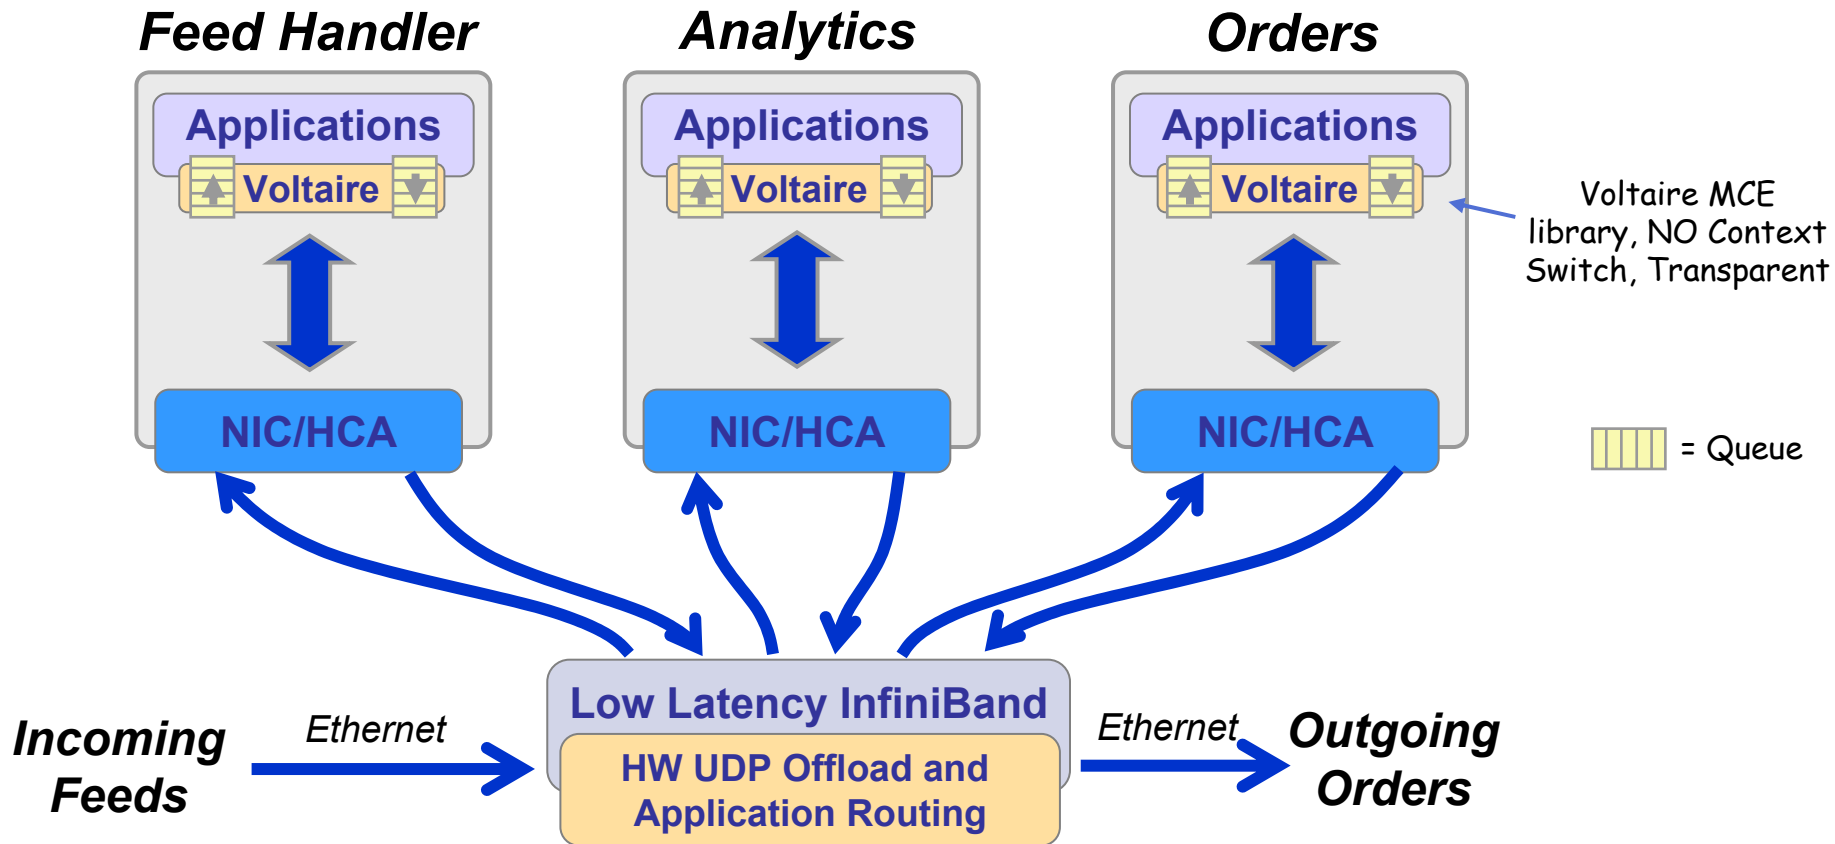 Feed Handler
Analytics
Orders
Applications
Voltaire
Applications
Voltaire
Applications
Voltaire
Voltaire MCE
library, NO Context
Switch, Transparent
NIC/HCA
NIC/HCA
NIC/HCA
= Queue
Low Latency InfiniBand
HW UDP Offload and
Application Routing
Incoming
Feeds
Ethernet
Ethernet
Outgoing
Orders